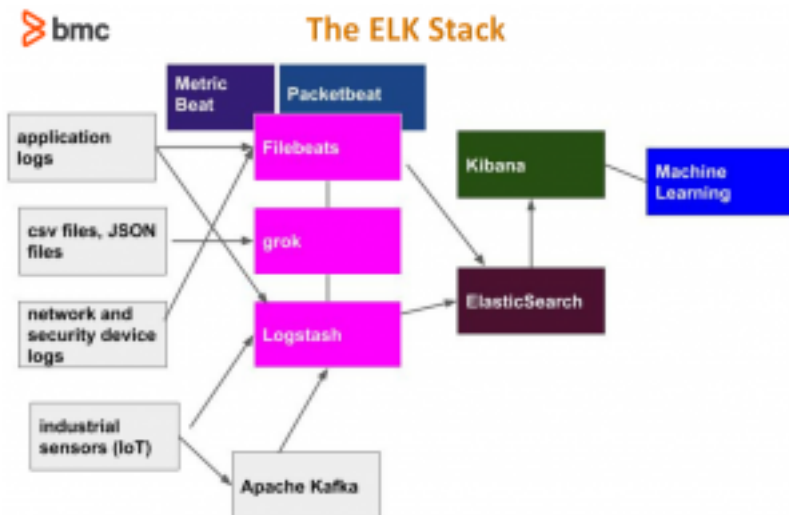 bmc
The ELK Stack
Metric
Beat
Packetbeat
application
logs
Filebeats
Kibana
Machine
Learning
csv files, JSON
files
grok
ElasticSearch
network and
security device
logs
Logstash
industrial
sensors (IoT)
Apache Kafka